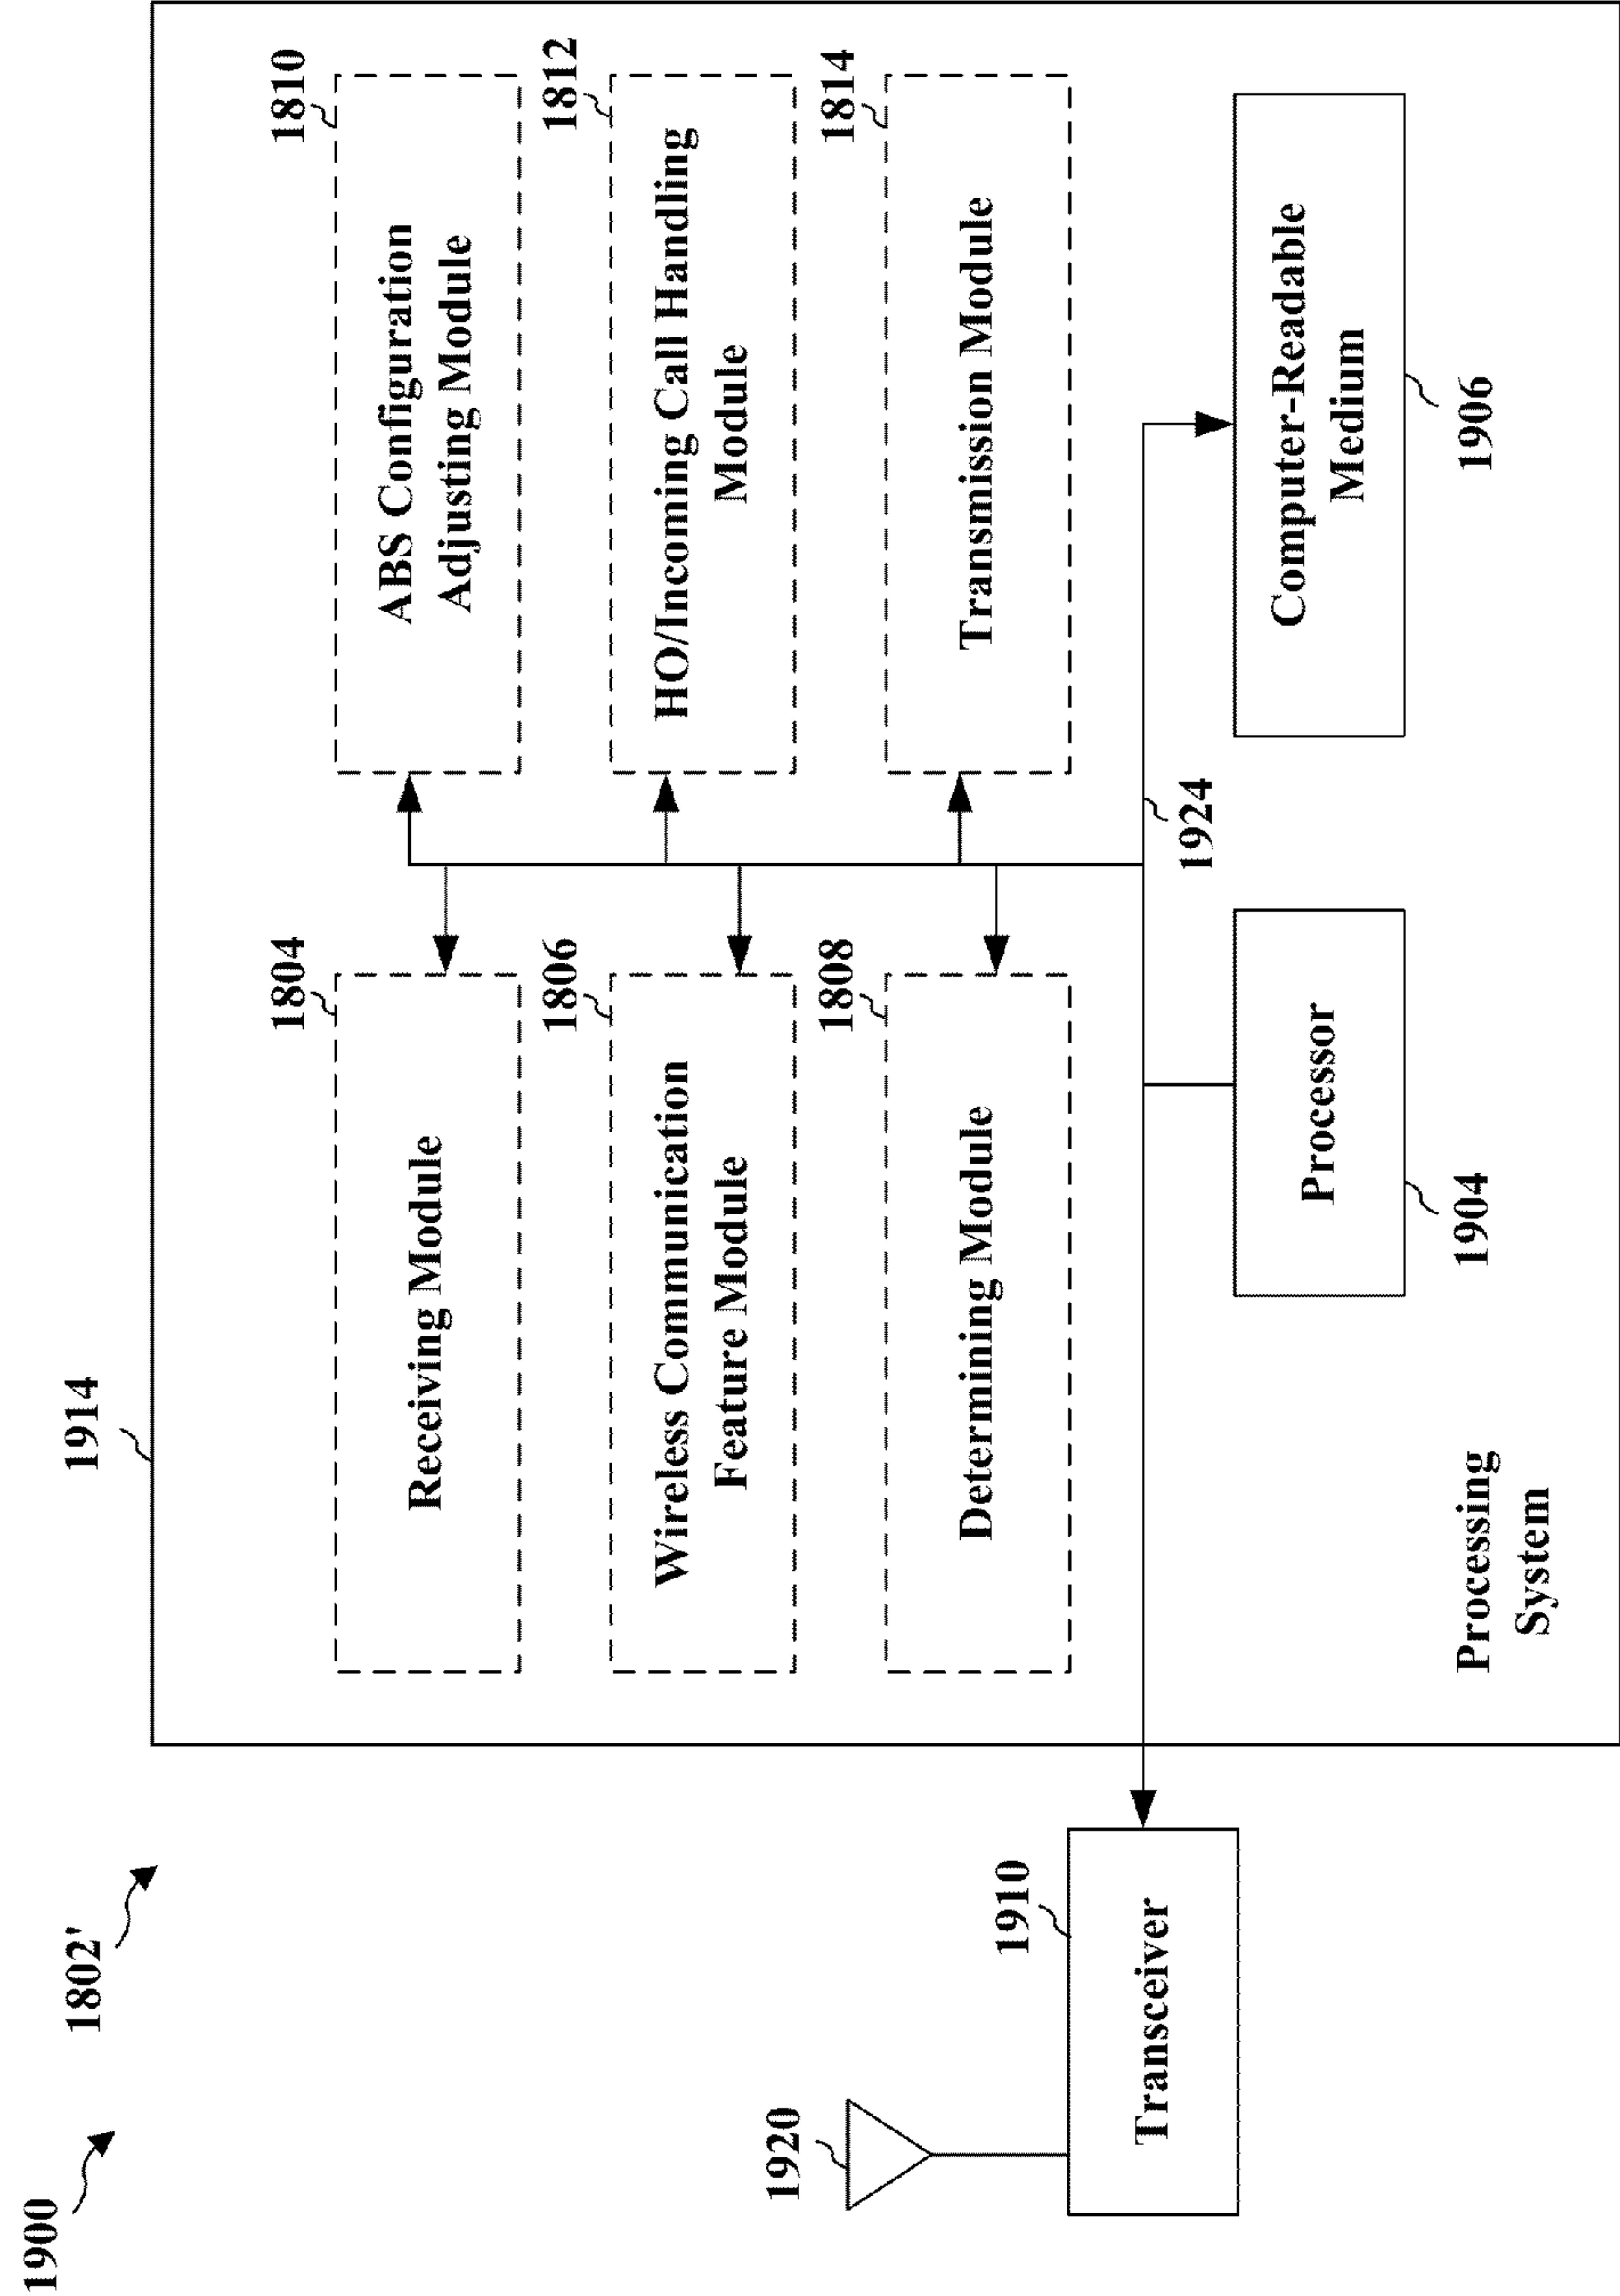 1900
1802'
1914
1804
Receiving Module
1810
ABS Configuration
Adjusting Module
1806
Wireless Communication
Feature Module
1812
HO/Incoming Call Handling
Module
1808
Determining Module
1814
Transmission Module
1920
1910
Transceiver
1924
Processor
1904
Computer-Readable
Medium
1906
Processing
System